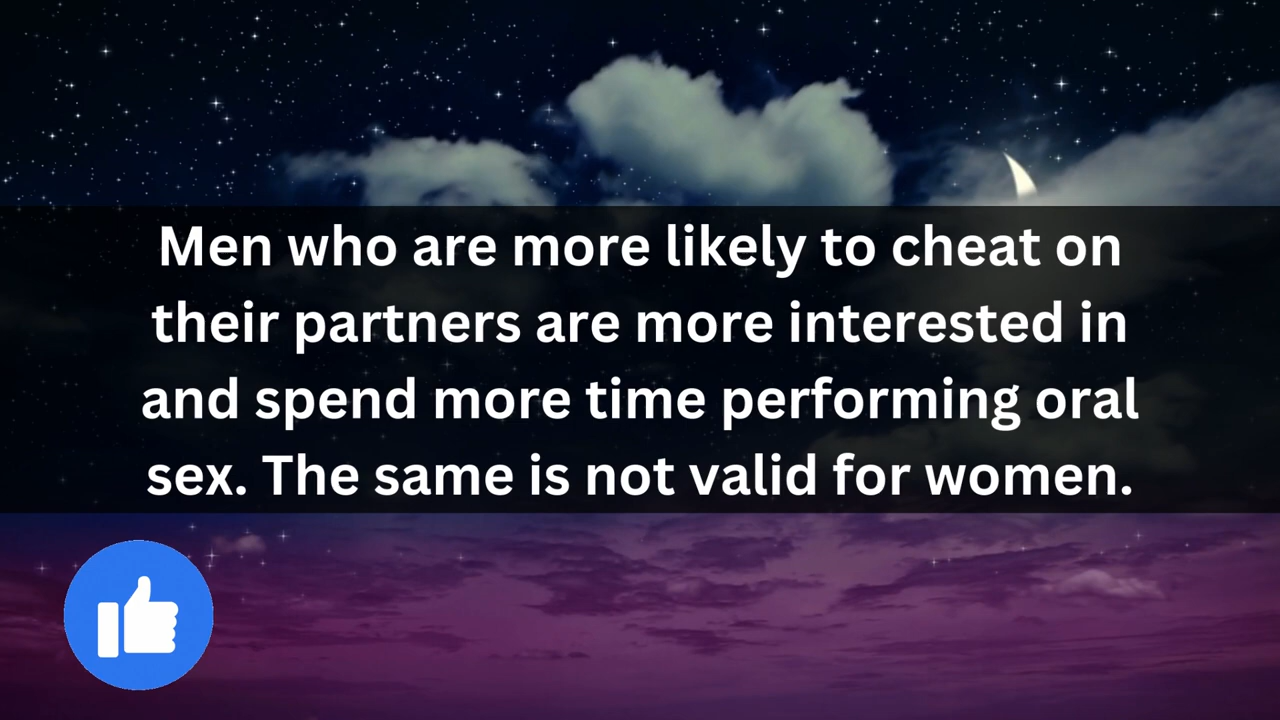 Men who are more likely to cheat on
their partners are more interested in
and spend more time performing oral
sex. The same is not valid for women.